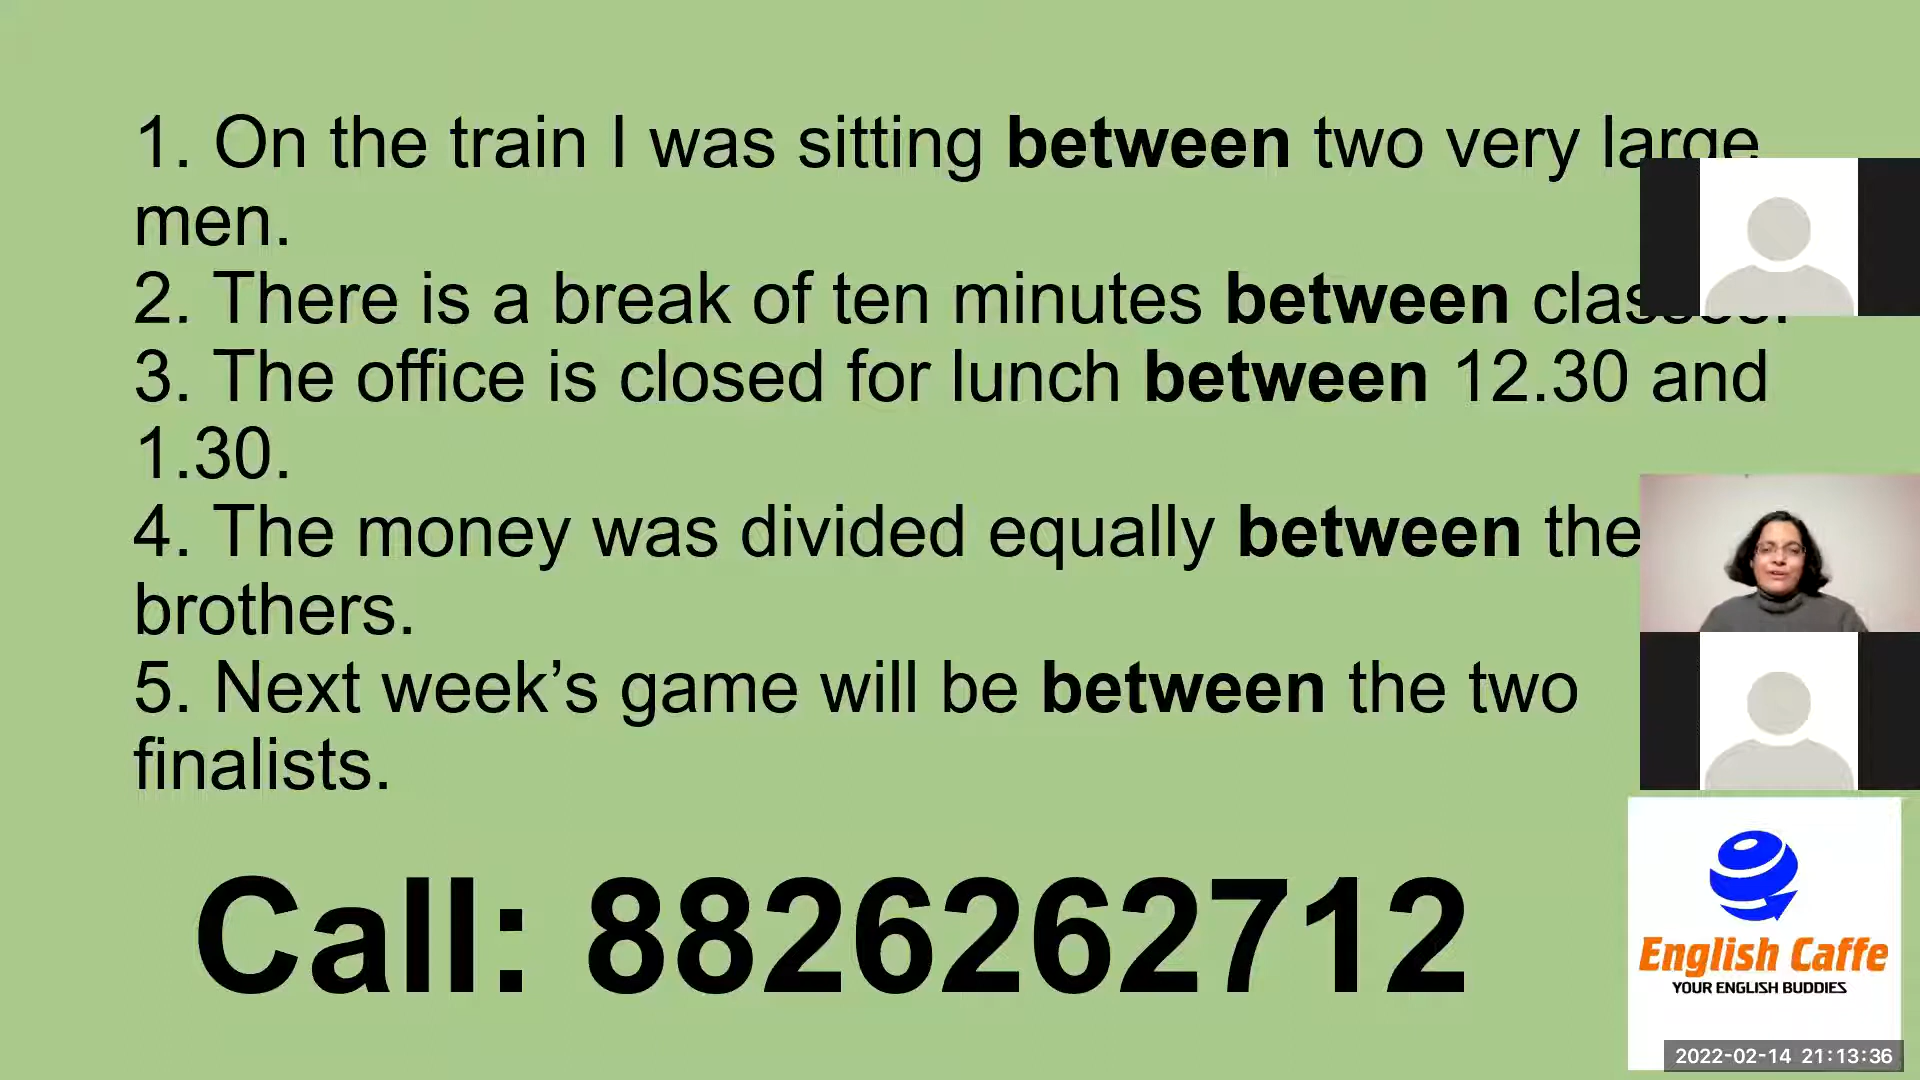 1. On the train I was sitting between two very large
men.
2. There is a break of ten minutes between classes.
3. The office is closed for lunch between 12.30 and
1.30.
4. The money was divided equally between the
brothers.
5. Next week’s game will be between the two
finalists.
Call: 8826262712
English Caffe
YOUR ENGLISH BUDDIES
2022-02-14 21:13:36